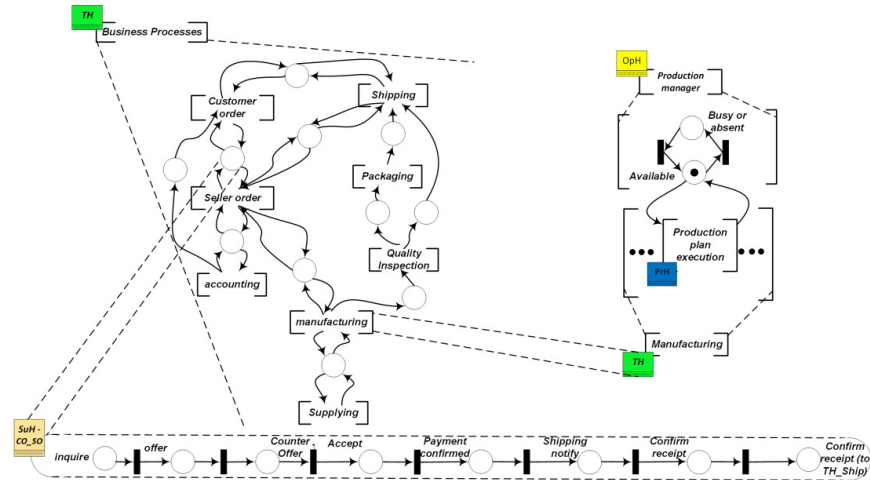 TH
Business Processes
Customer
order
Shipping
Packaging
Seller order
Quality
Inspection
accounting
manufacturing
Supplying
OpH
Production
manager
Busy or
absent
Available
Production
plan
execution
PrH
Manufacturing
TH
SuH -
CO_SO
inquire
offer
Counter
Offer
Accept
Payment
confirmed
Shipping
notify
Confirm
receipt
Confirm
receipt (to
TH_Ship)